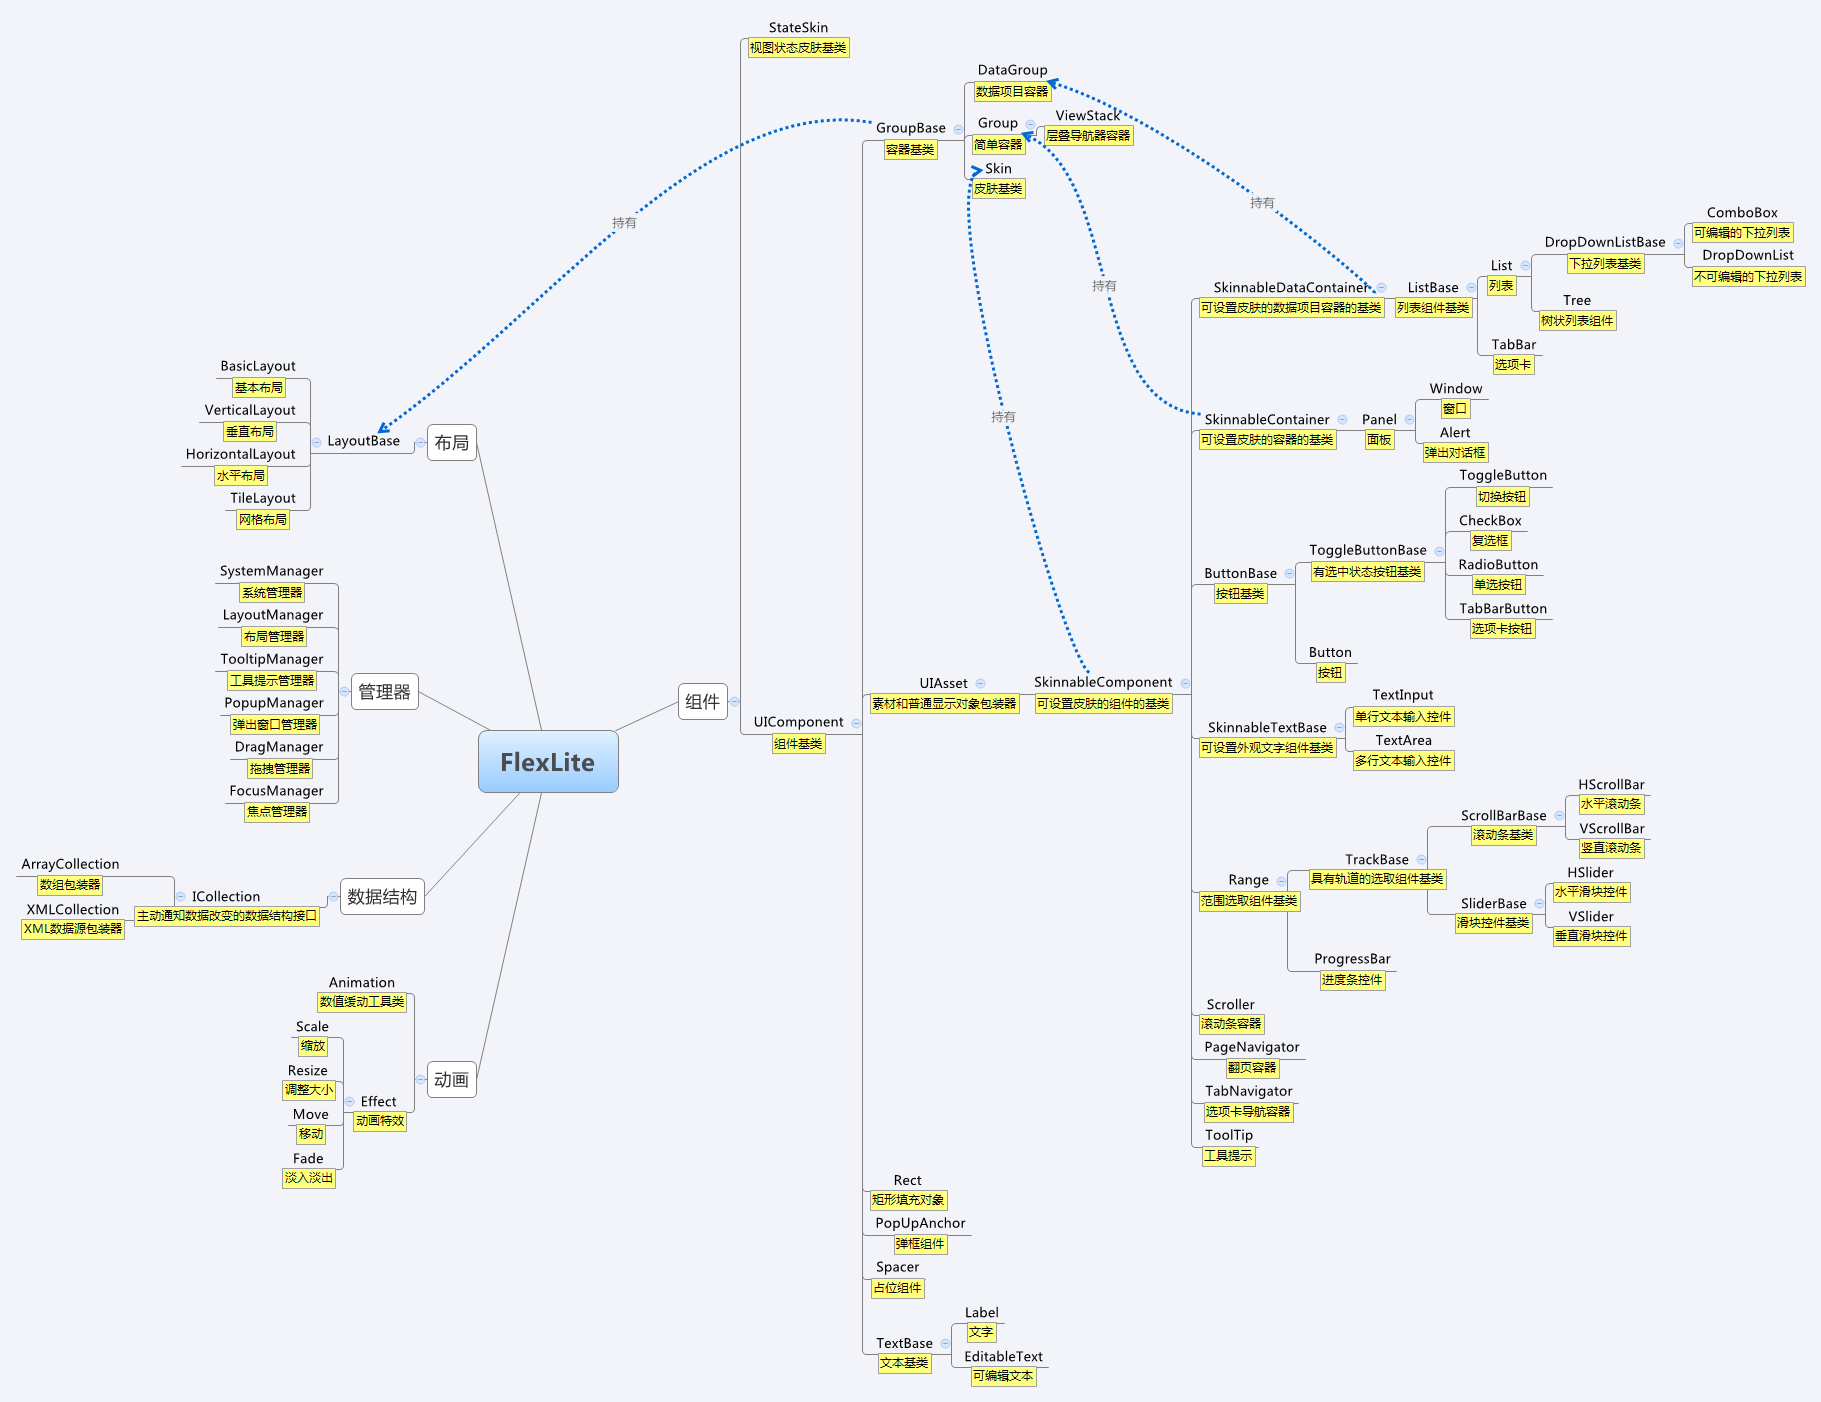 FlexLite
布局
LayoutBase
BasicLayout
基本布局
VerticalLayout
垂直布局
HorizontalLayout
水平布局
TileLayout
网格布局
管理器
SystemManager
系统管理器
LayoutManager
布局管理器
TooltipManager
工具提示管理器
PopupManager
弹出窗口管理器
DragManager
拖拽管理器
FocusManager
焦点管理器
数据结构
ICollection
主动通知数据改变的数据结构接口
ArrayCollection
数组包装器
XMLCollection
XML数据源包装器
动画
Animation
数值缓动工具类
Effect
动画特效
Scale
缩放
Resize
调整大小
Move
移动
Fade
淡入淡出
组件
StateSkin
视图状态皮肤基类
UIComponent
组件基类
GroupBase
容器基类
DataGroup
数据项目容器
Group
简单容器
ViewStack
层叠导航器容器
Skin
皮肤基类
持有
持有
持有
持有
UIAsset
素材和普通显示对象包装器
SkinnableComponent
可设置皮肤的组件的基类
SkinnableDataContainer
可设置皮肤的数据项目容器的基类
ListBase
列表组件基类
List
列表
DropDownListBase
下拉列表基类
ComboBox
可编辑的下拉列表
DropDownList
不可编辑的下拉列表
Tree
树状列表组件
TabBar
选项卡
SkinnableContainer
可设置皮肤的容器的基类
Panel
面板
Window
窗口
Alert
弹出对话框
ButtonBase
按钮基类
ToggleButtonBase
有选中状态按钮基类
ToggleButton
切换按钮
CheckBox
复选框
RadioButton
单选按钮
TabBarButton
选项卡按钮
Button
按钮
SkinnableTextBase
可设置外观文字组件基类
TextInput
单行文本输入控件
TextArea
多行文本输入控件
Range
范围选取组件基类
TrackBase
具有轨道的选取组件基类
ScrollBarBase
滚动条基类
HScrollBar
水平滚动条
VScrollBar
竖直滚动条
SliderBase
滑块控件基类
HSlider
水平滑块控件
VSlider
垂直滑块控件
ProgressBar
进度条控件
Scroller
滚动条容器
PageNavigator
翻页容器
TabNavigator
选项卡导航容器
ToolTip
工具提示
Rect
矩形填充对象
PopUpAnchor
弹框组件
Spacer
占位组件
TextBase
文本基类
Label
文字
EditableText
可编辑文本